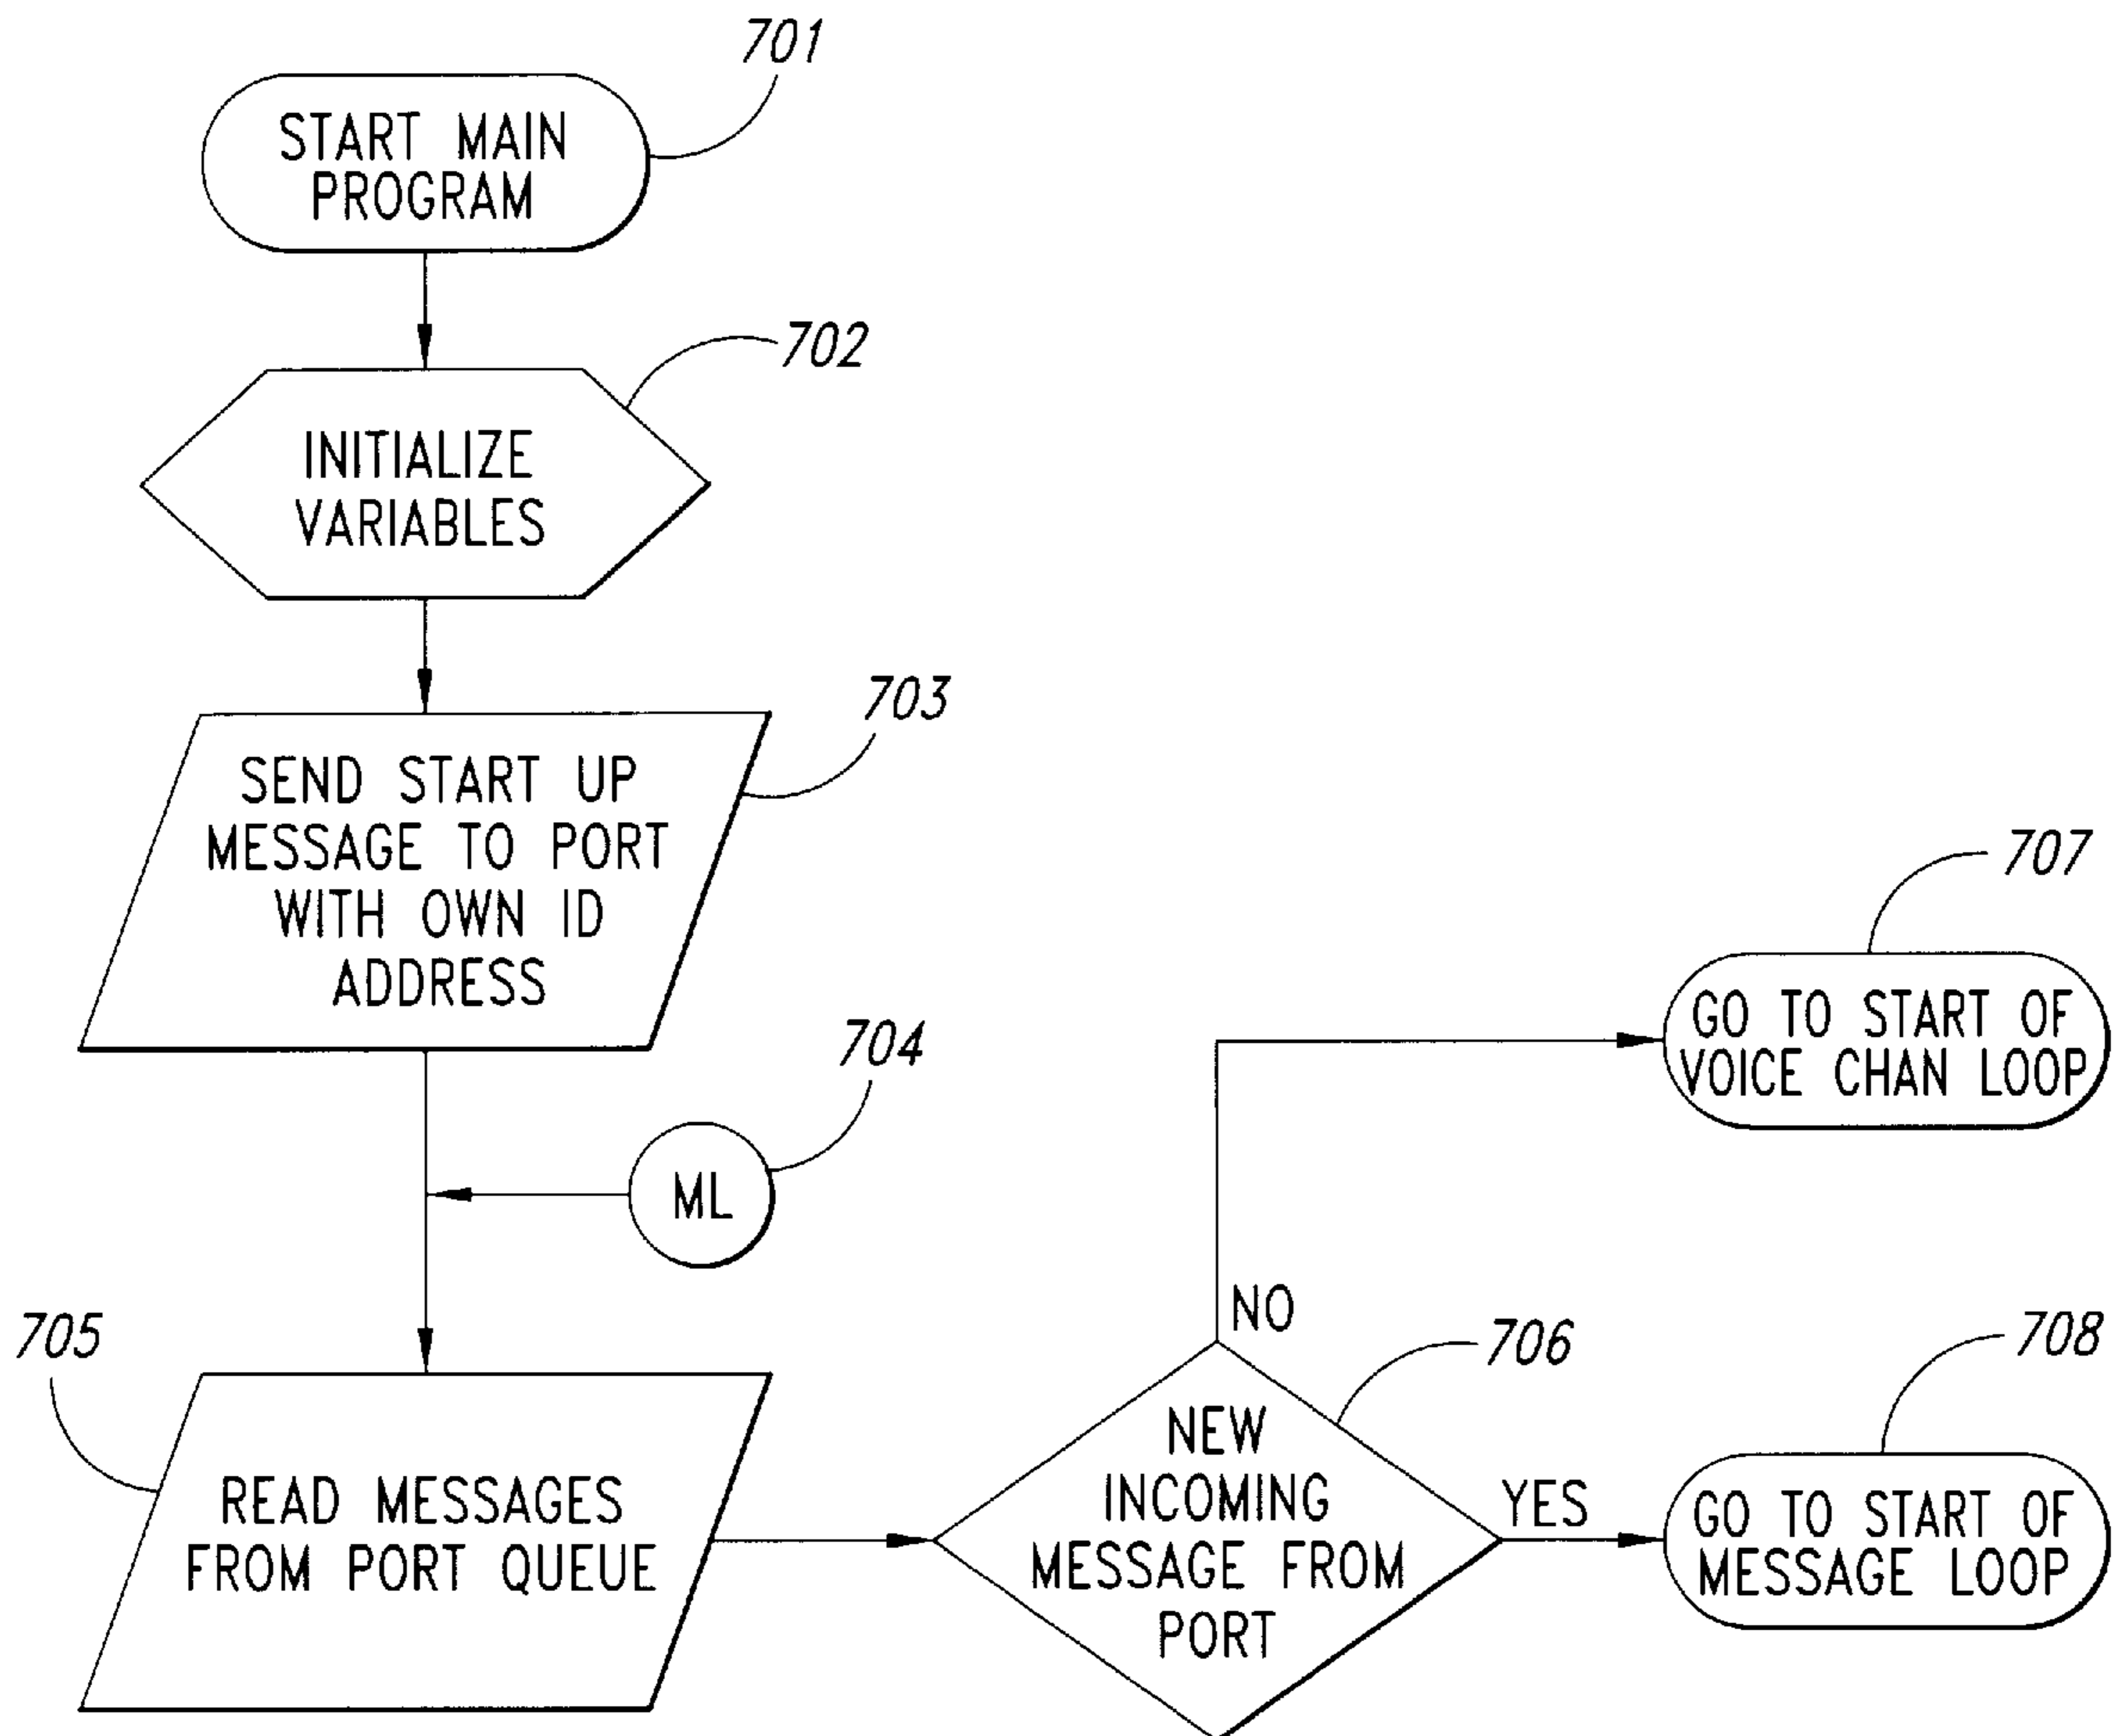 701
START MAIN
PROGRAM
702
INITIALIZE
VARIABLES
703
SEND START UP
MESSAGE TO PORT
WITH OWN ID
ADDRESS
704
ML
705
READ MESSAGES
FROM PORT QUEUE
706
NEW
INCOMING
MESSAGE FROM
PORT
NO
YES
707
GO TO START OF
VOICE CHAN LOOP
708
GO TO START OF
MESSAGE LOOP